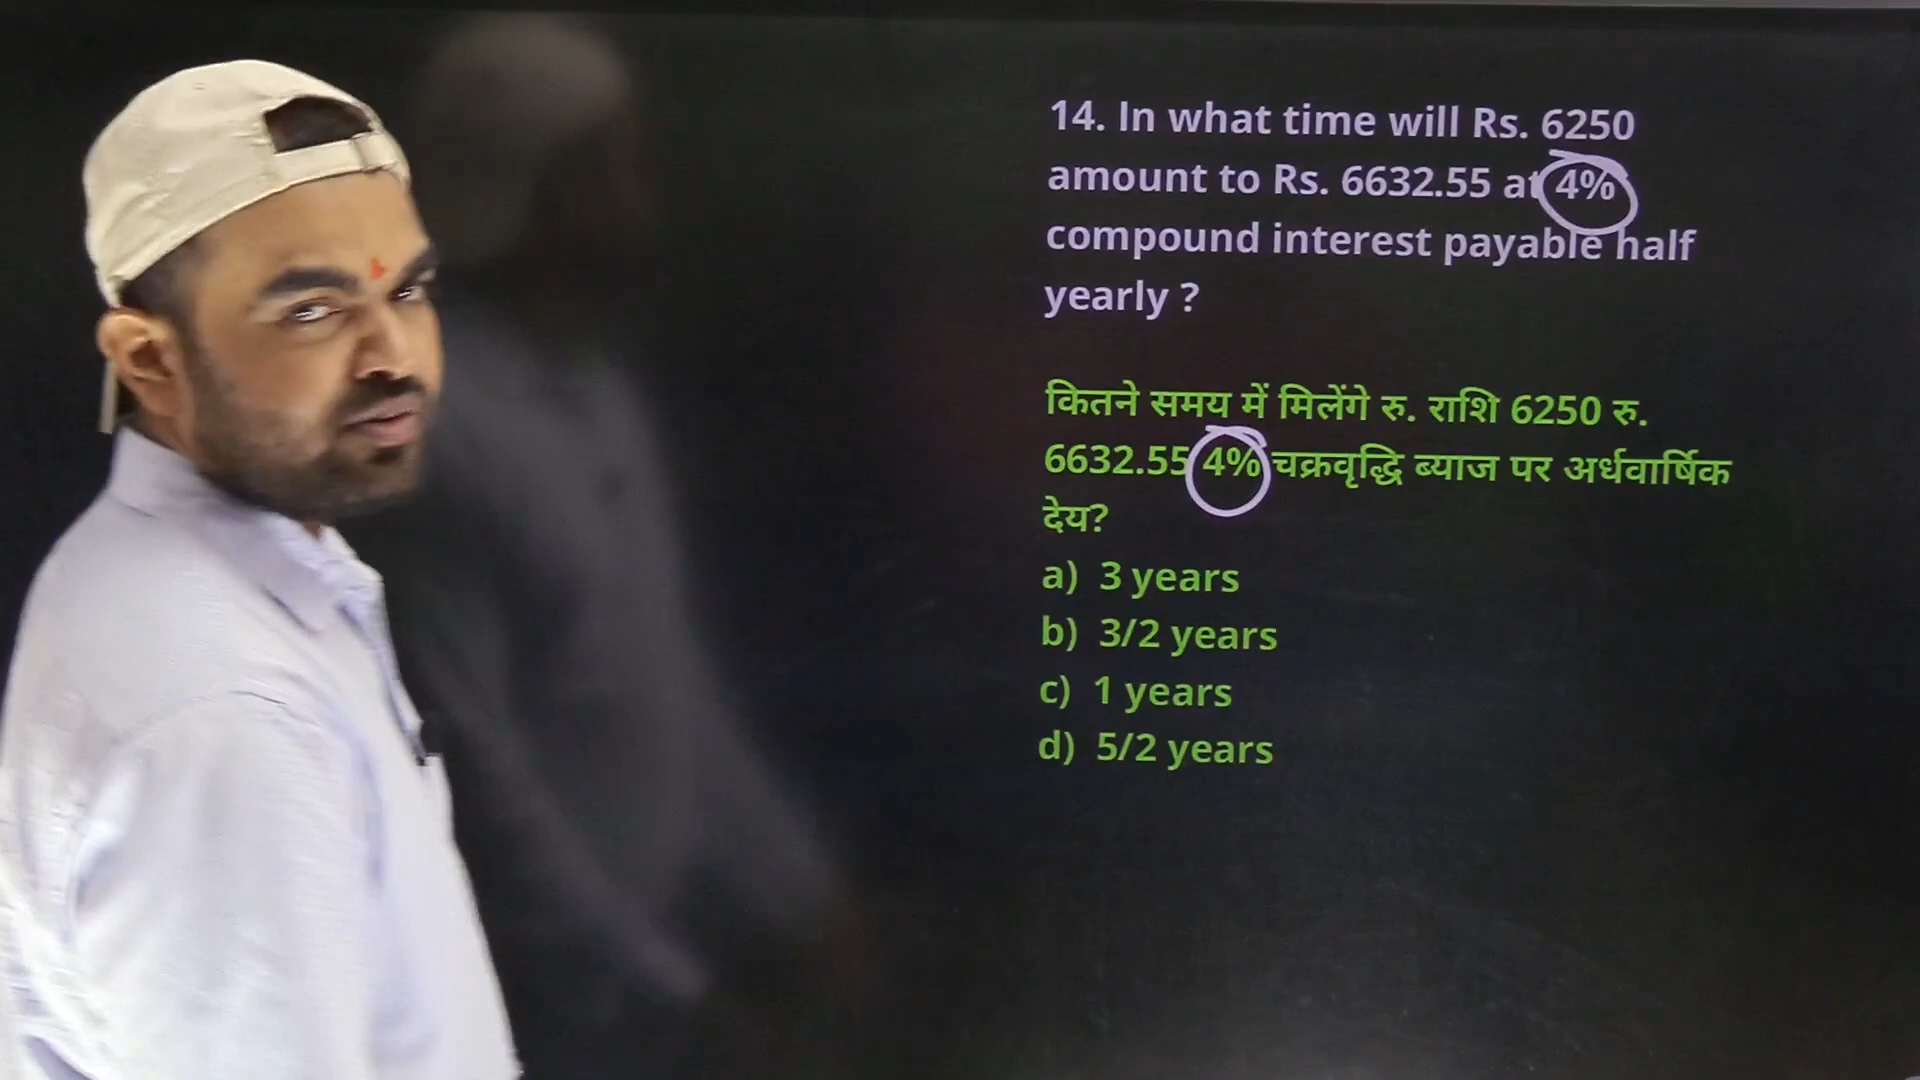 14. In what time will Rs. 6250
amount to Rs. 6632.55 at 4%
compound interest payable half
yearly ?
कितने समय में मिलेंगे रु. राशि 6250 रु.
6632.55 4% चक्रवृद्धि ब्याज पर अर्धवार्षिक
देय?
a) 3 years
b) 3/2 years
c) 1 years
d) 5/2 years